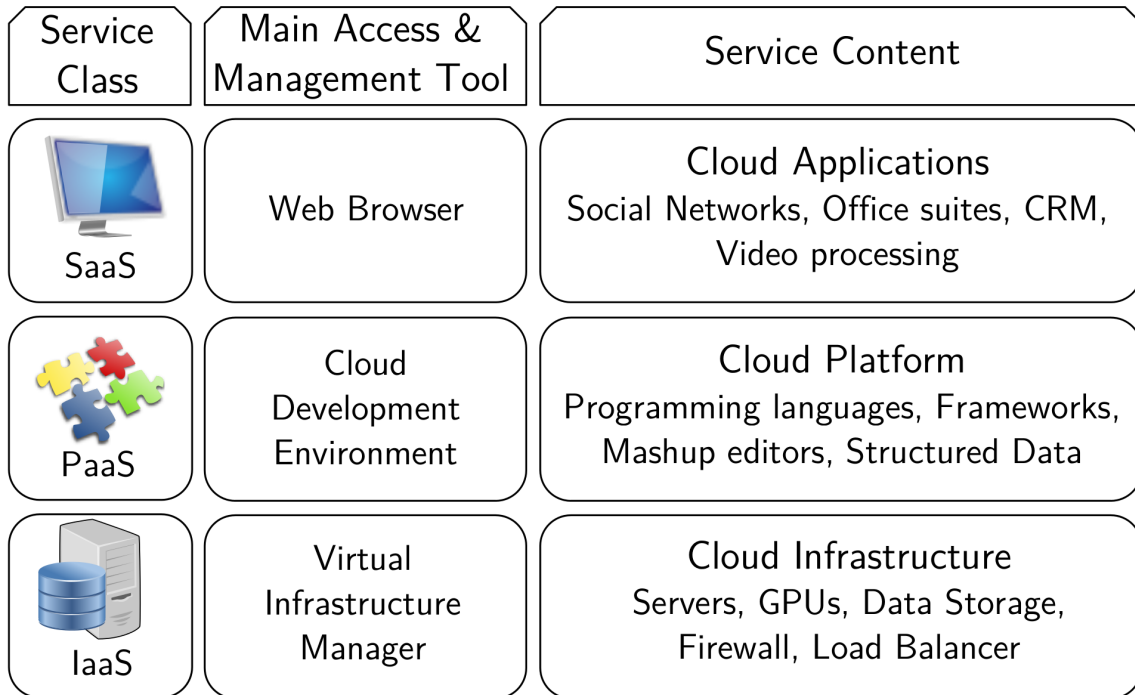 Service
Class
Main Access &
Management Tool
Service Content
SaaS
Web Browser
Cloud Applications
Social Networks, Office suites, CRM,
Video processing
PaaS
Cloud
Development
Environment
Cloud Platform
Programming languages, Frameworks,
Mashup editors, Structured Data
IaaS
Virtual
Infrastructure
Manager
Cloud Infrastructure
Servers, GPUs, Data Storage,
Firewall, Load Balancer